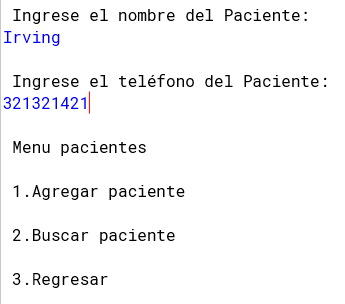 Ingrese el nombre del Paciente:
Irving
Ingrese el teléfono del Paciente:
321321421
Menu pacientes
1.Agregar paciente
2.Buscar paciente
3.Regresar